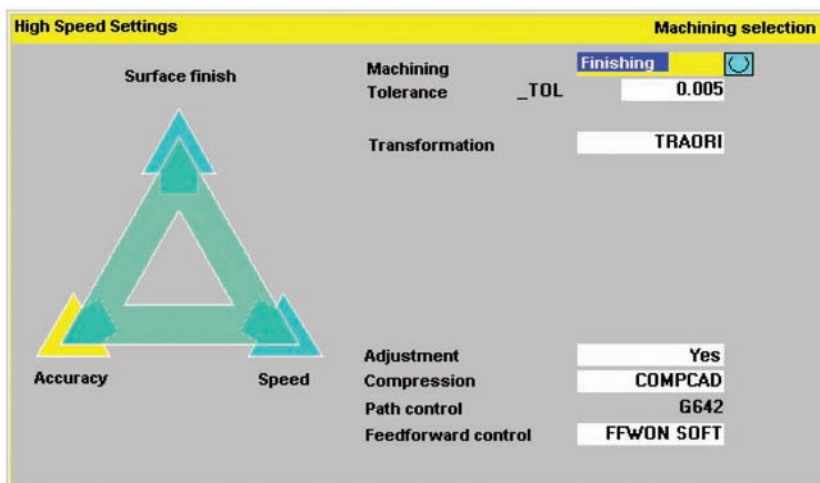 High Speed Settings Machining selection
Surface finish
Machining Finishing
Tolerance _TOL 0.005
Transformation TRAORI
Accuracy Speed
Adjustment Yes
Compression COMPCAD
Path control G642
Feedforward control FFWON SOFT